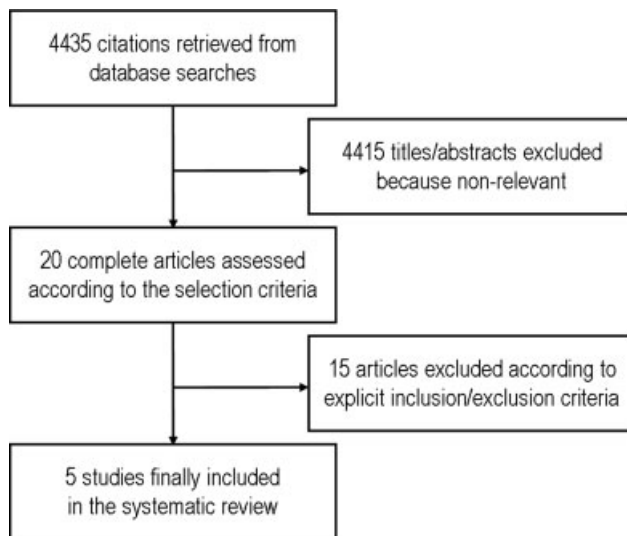 4435 citations retrieved from
database searches
4415 titles/abstracts excluded
because non-relevant
20 complete articles assessed
according to the selection criteria
15 articles excluded according to
explicit inclusion/exclusion criteria
5 studies finally included
in the systematic review